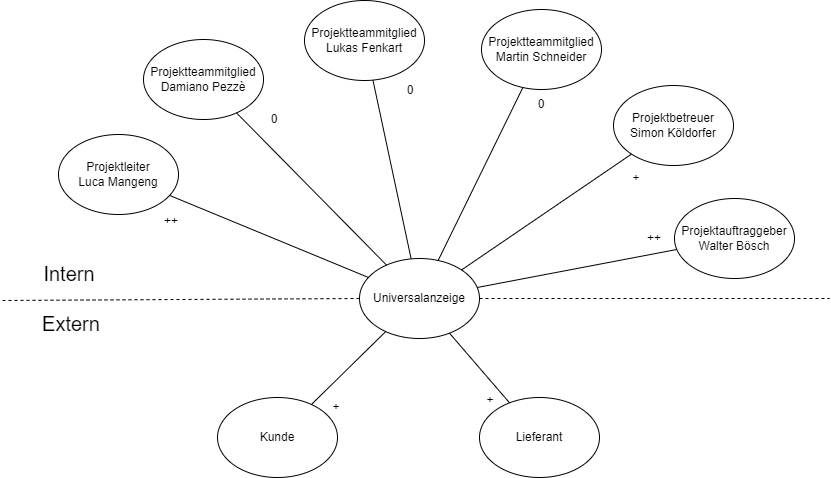 Projektteammitglied
Lukas Fenkart
Projektteammitglied
Martin Schneider
Projektteammitglied
Damiano Pezzè
0
0
0
Projektbetreuer
Simon Köldorfer
Projektleiter
Luca Mangeng
+
++
Projektauftraggeber
Walter Bösch
++
Intern
Universalanzeige
Extern
+
+
Kunde
Lieferant